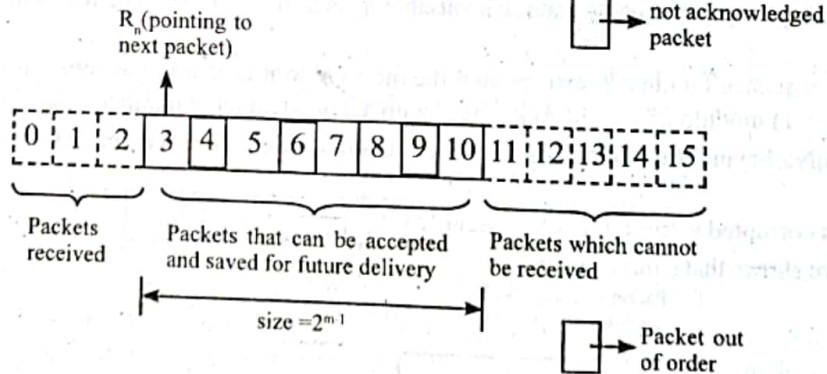 not acknowledged
packet
Rn(pointing to
next packet)
0 1 2 3 4 5 6 7 8 9 10 11 12 13 14 15
Packets
received
Packets that can be accepted
and saved for future delivery
Packets which cannot
be received
size =2^m-1
Packet out
of order